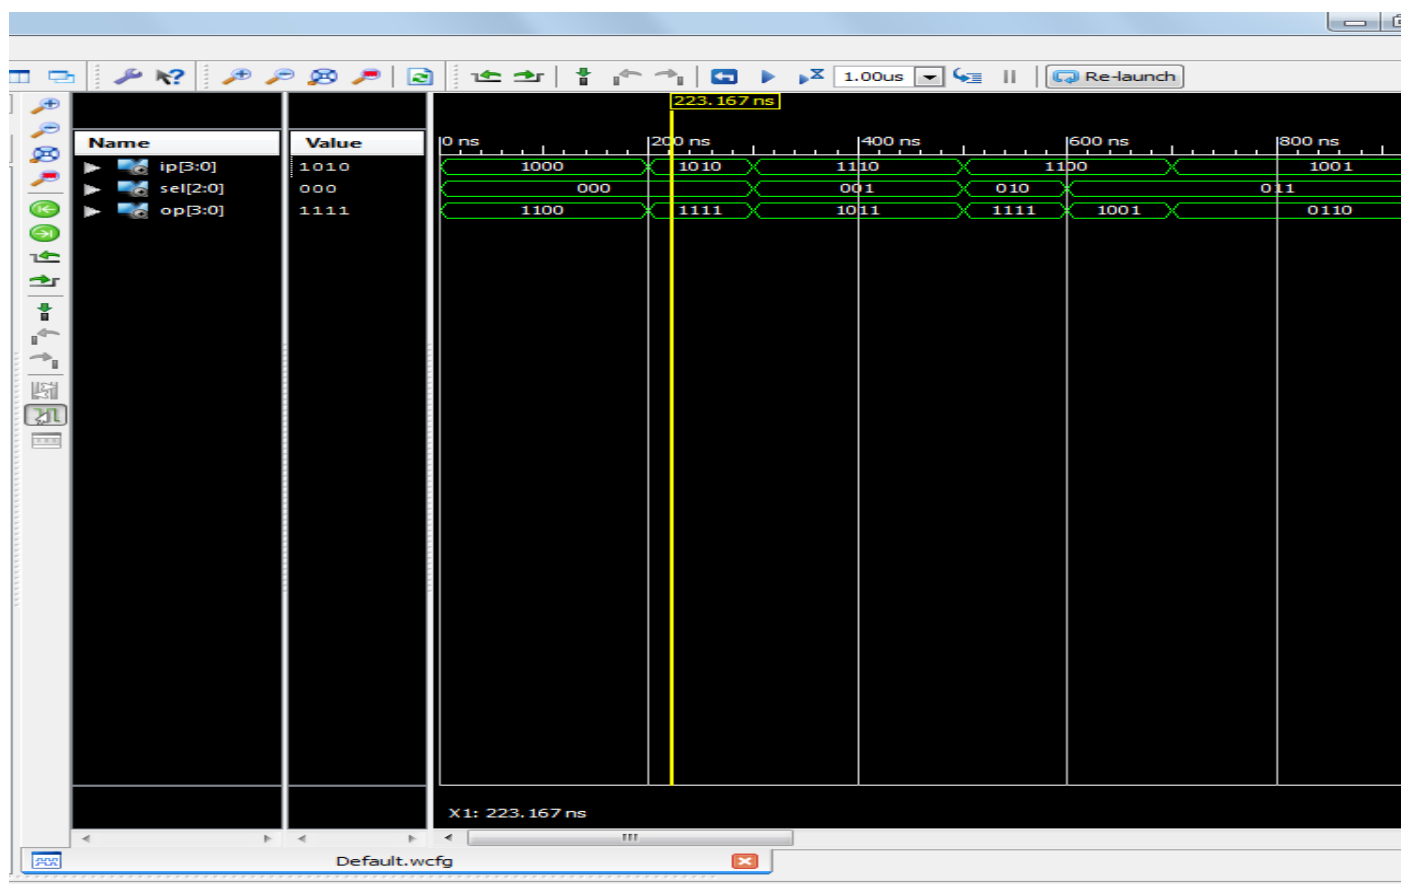 1.00us Re-launch
223.167 ns
Name Value 0 ns 200 ns 400 ns 600 ns 800 ns
ip[3:0] 1010 1000 1010 1110 1100 1001
sel[2:0] 000 000 001 010 011
op[3:0] 1111 1100 1111 1011 1111 1001 0110
X1: 223.167 ns
Default.wcfg